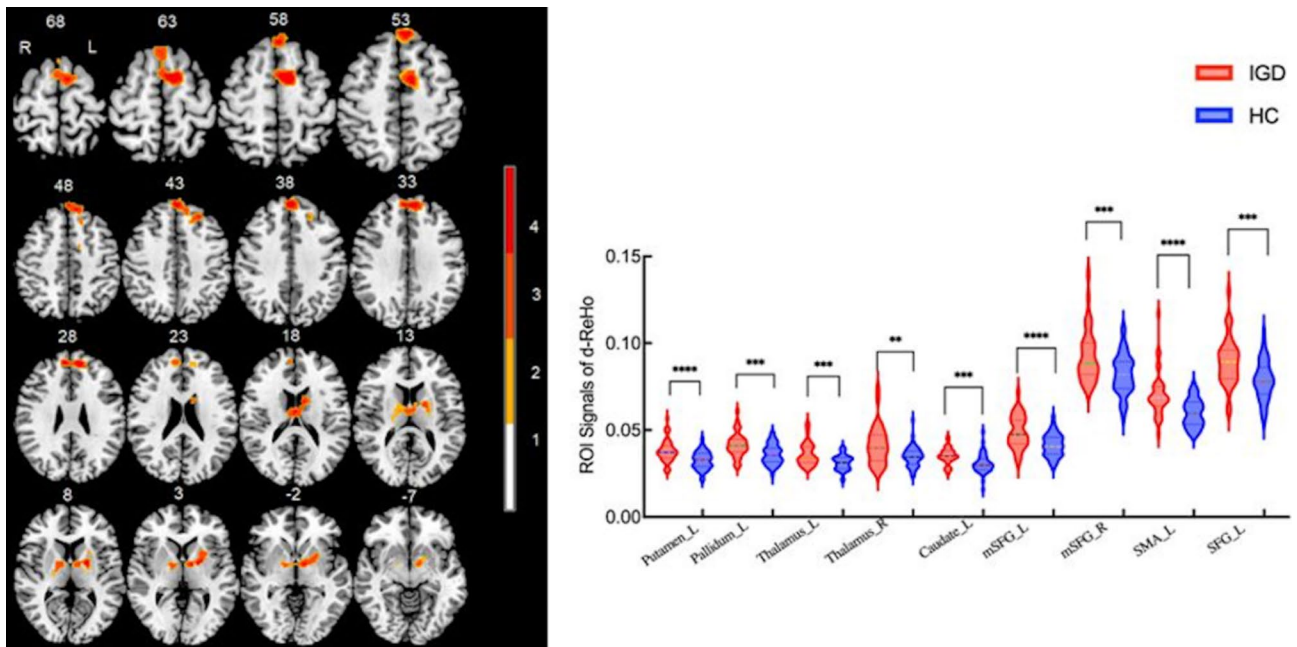 68 63 58 53
R L
48 43 38 33
28 23 18 13
8 3 -2 -7
4
3
2
1
IGD
HC
ROI Signals of d-ReHo
0.15
0.10
0.05
0.00
**** *** *** ** *** **** *** **** ***
Putamen_L
Pallidum_L
Thalamus_L
Thalamus_R
Caudate_L
mSFG_L
mSFG_R
SMA_L
SFG_L